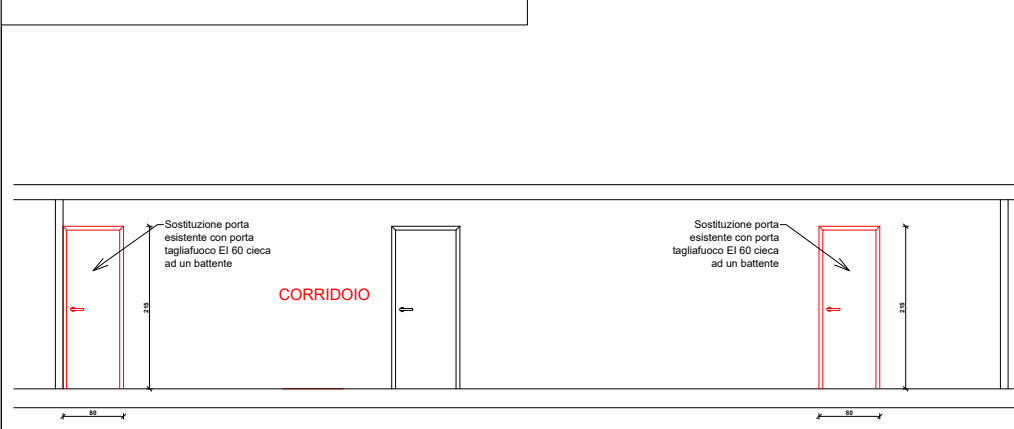 Sostituzione porta
esistente con porta
tagliafuoco EI 60 cieca
ad un battente
Sostituzione porta
esistente con porta
tagliafuoco EI 60 cieca
ad un battente
CORRIDOIO
215
215
80
80